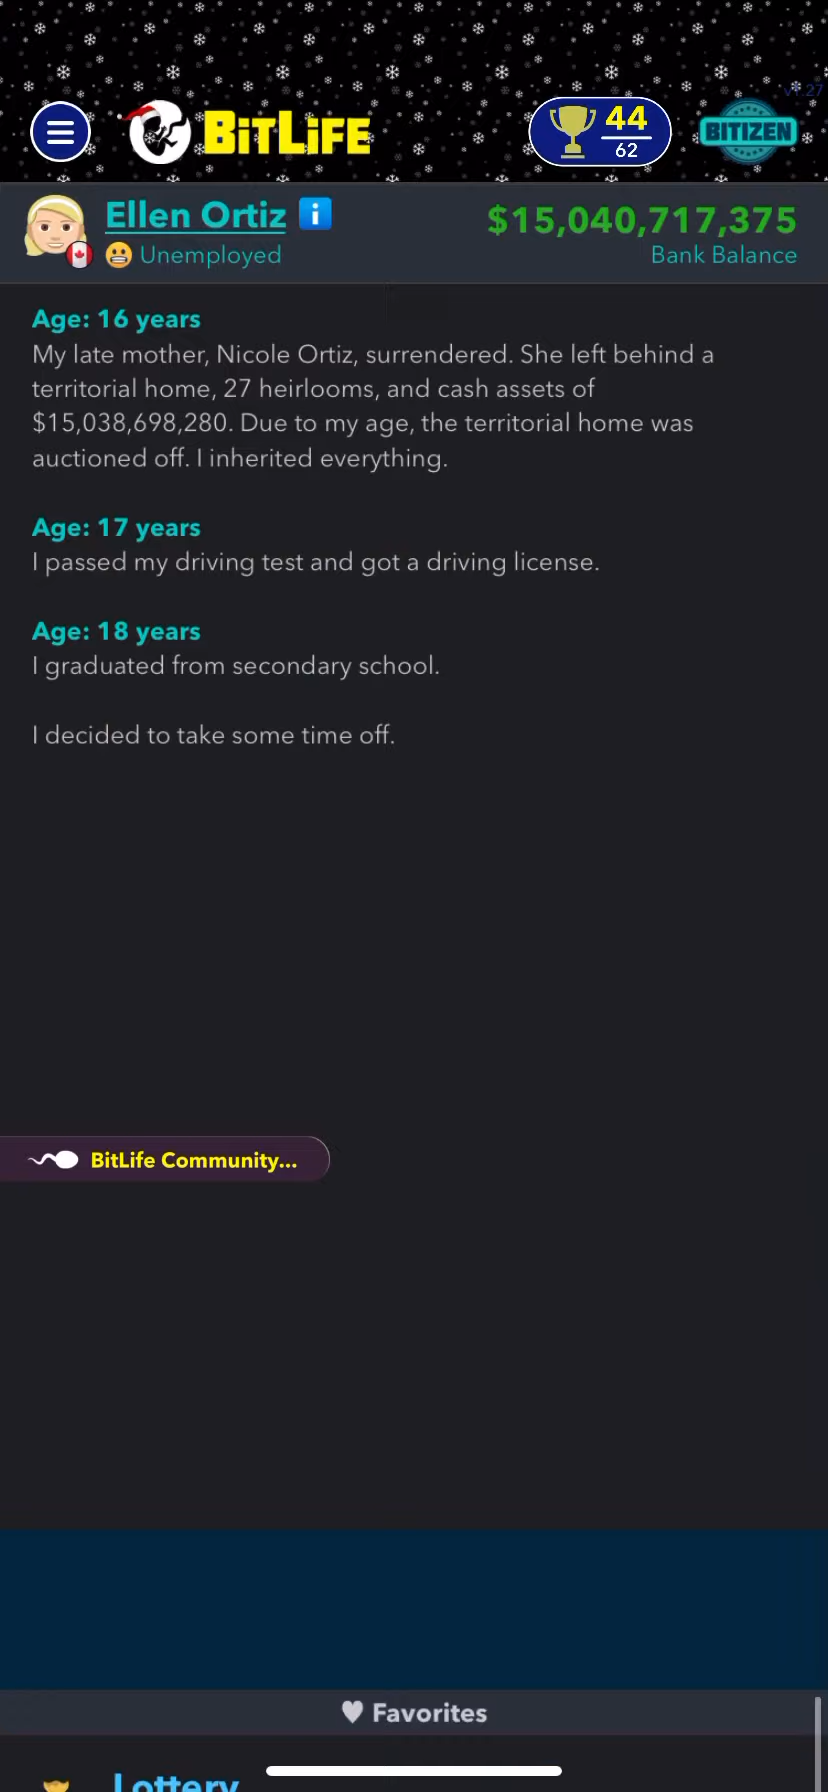 v1.27
BITLIFE
44
62
BITIZEN
Ellen Ortiz
$15,040,717,375
Unemployed
Bank Balance
Age: 16 years
My late mother, Nicole Ortiz, surrendered. She left behind a
territorial home, 27 heirlooms, and cash assets of
$15,038,698,280. Due to my age, the territorial home was
auctioned off. I inherited everything.
Age: 17 years
I passed my driving test and got a driving license.
Age: 18 years
I graduated from secondary school.
I decided to take some time off.
BitLife Community...
Favorites
Lottery